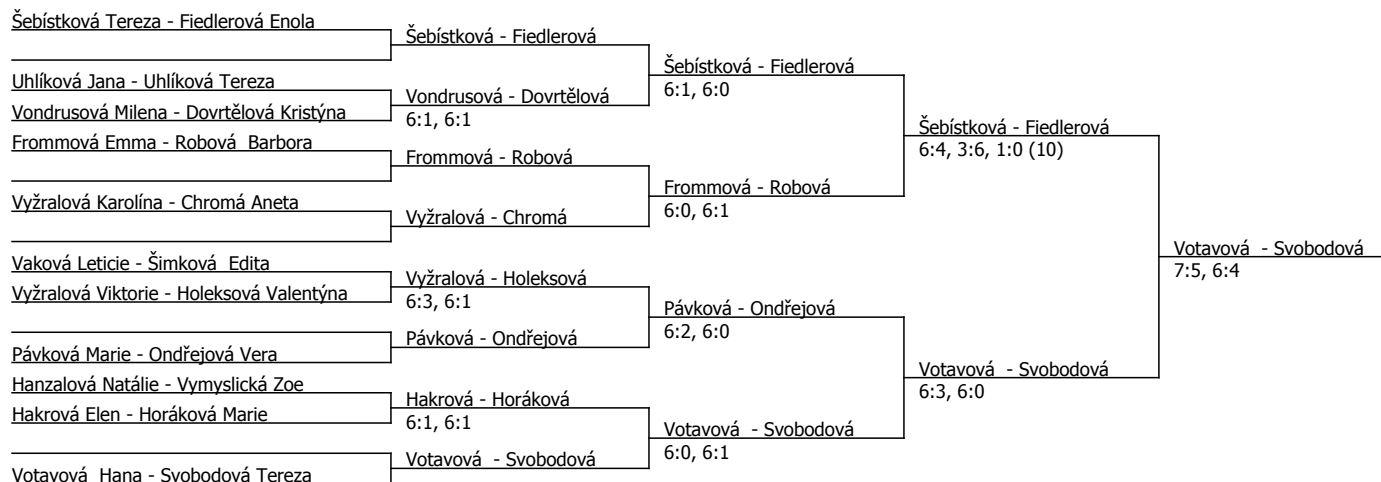 Šebístková Tereza - Fiedlerová Enola
Uhlíková Jana - Uhlíková Tereza
Vondrusová Milena - Dovrtělová Kristýna
Frommová Emma - Robová  Barbora
Vyžralová Karolína - Chromá Aneta
Vaková Leticie - Šimková  Edita
Vyžralová Viktorie - Holeksová Valentýna
Pávková Marie - Ondřejová Vera
Hanzalová Natálie - Vymyslická Zoe
Hakrová Elen - Horáková Marie
Votavová  Hana - Svobodová Tereza
Šebístková - Fiedlerová
Vondrusová - Dovrtělová
6:1, 6:1
Frommová - Robová
Vyžralová - Chromá
Vyžralová - Holeksová
6:3, 6:1
Pávková - Ondřejová
Hakrová - Horáková
6:1, 6:1
Votavová  - Svobodová
Šebístková - Fiedlerová
6:1, 6:0
Frommová - Robová
6:0, 6:1
Pávková - Ondřejová
6:2, 6:0
Votavová  - Svobodová
6:0, 6:1
Šebístková - Fiedlerová
6:4, 3:6, 1:0 (10)
Votavová  - Svobodová
6:3, 6:0
Votavová  - Svobodová
7:5, 6:4